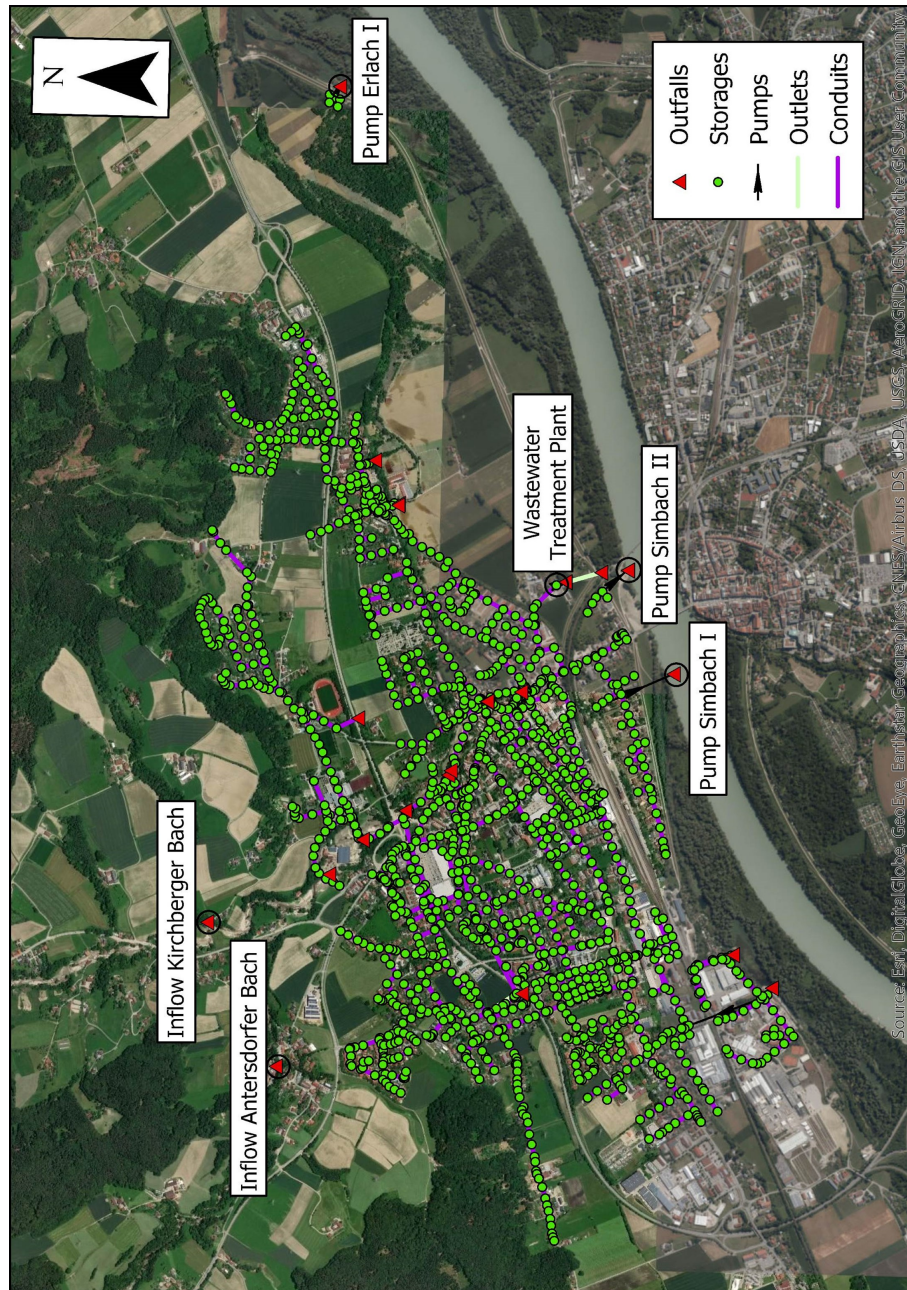 N
Pump Erlach I
Inflow Kirchberger Bach
Inflow Antersdorfer Bach
Wastewater
Treatment Plant
Pump Simbach II
Pump Simbach I
Outfalls
Storages
Pumps
Outlets
Conduits
Source: Esri, DigitalGlobe, GeoEye, Earthstar Geographics, CNES/Airbus DS, USDA, USGS, AeroGRID, IGN, and the GIS User Community